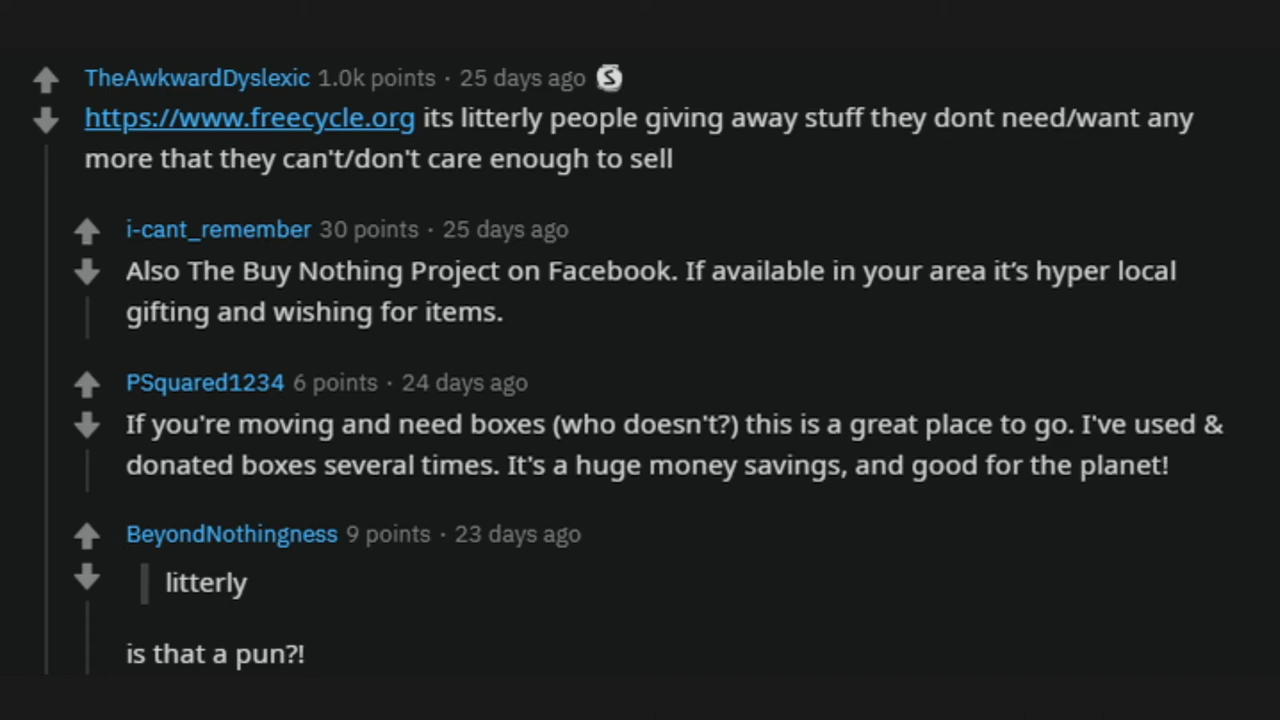 TheAwkwardDyslexic 1.0k points · 25 days ago S
https://www.freecycle.org its litterly people giving away stuff they dont need/want any
more that they can't/don't care enough to sell
i-cant_remember 30 points · 25 days ago
Also The Buy Nothing Project on Facebook. If available in your area it’s hyper local
gifting and wishing for items.
PSquared1234 6 points · 24 days ago
If you're moving and need boxes (who doesn't?) this is a great place to go. I've used &
donated boxes several times. It's a huge money savings, and good for the planet!
BeyondNothingness 9 points · 23 days ago
litterly
is that a pun?!